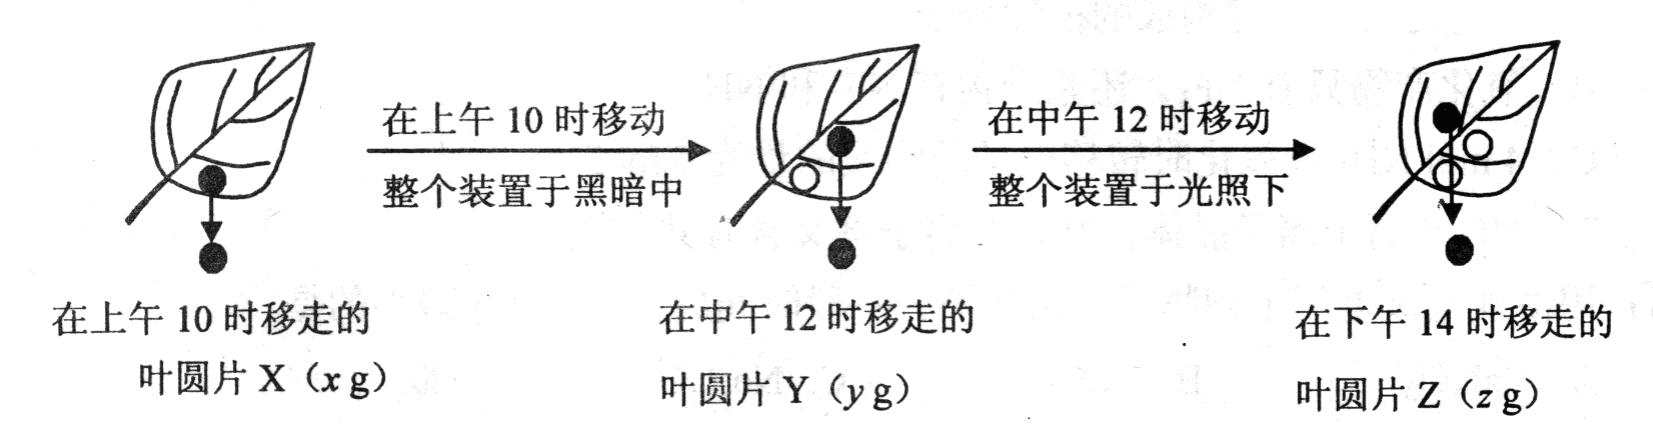 在上午 10 时移动
整个装置于黑暗中
在中午 12 时移动
整个装置于光照下
在上午 10 时移走的
叶圆片 X（x g）
在中午 12 时移走的
叶圆片 Y（y g）
在下午 14 时移走的
叶圆片 Z（z g）